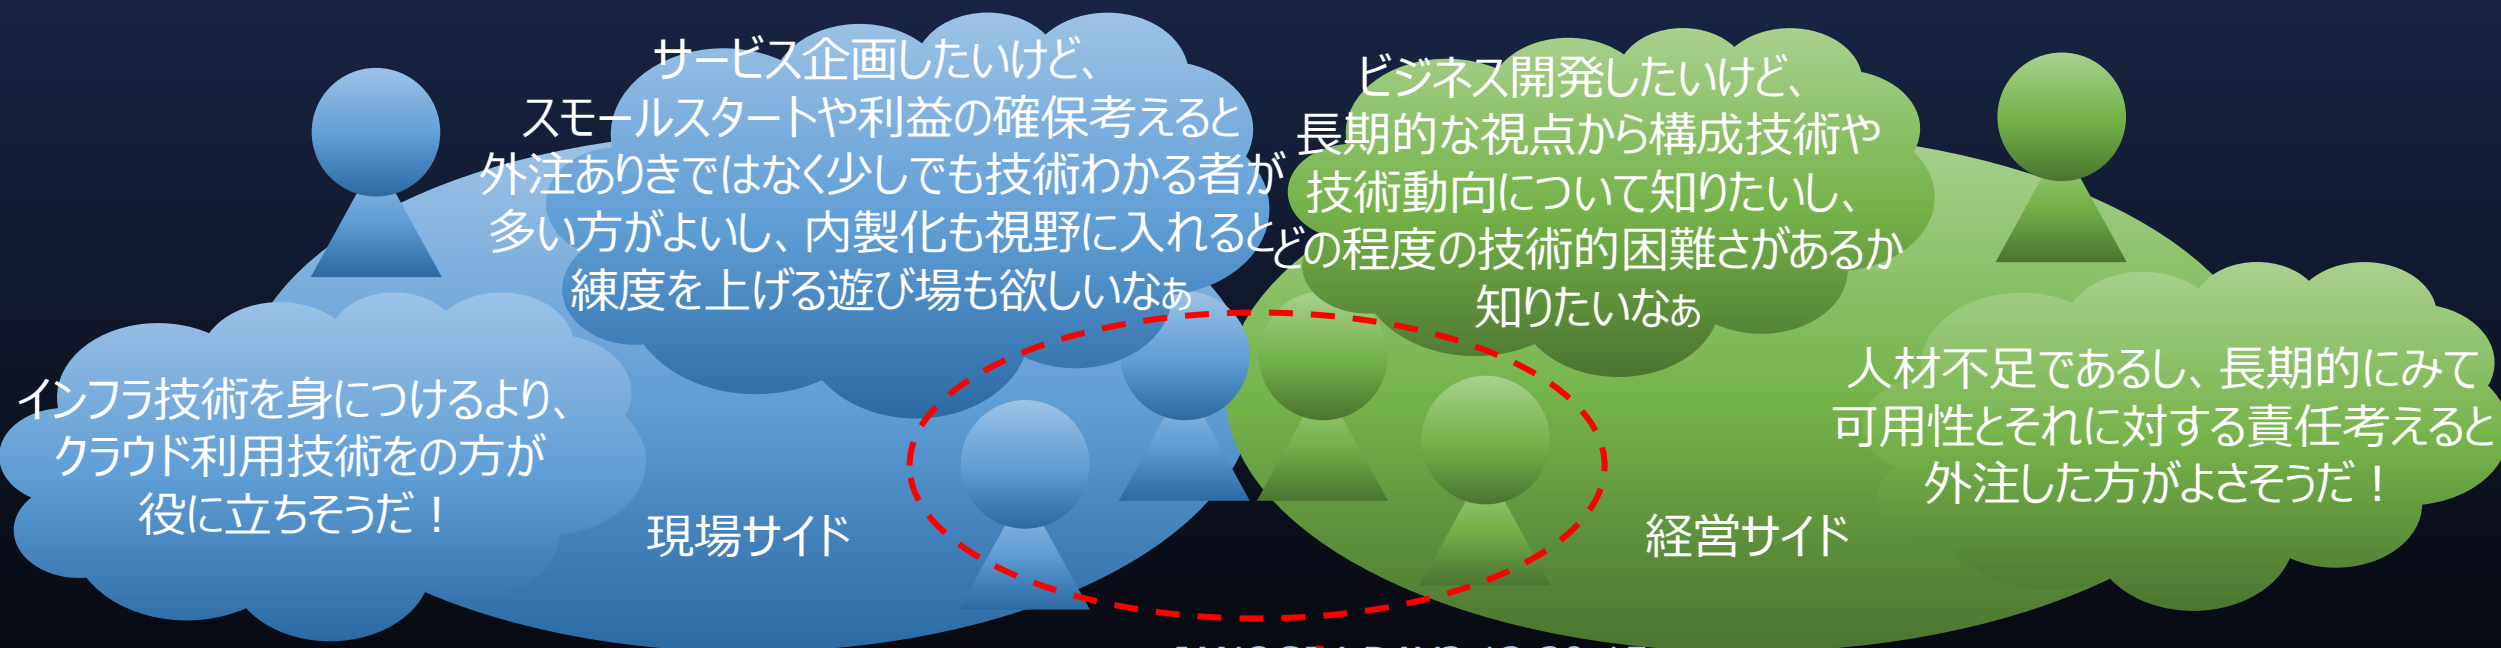 サービス企画したいけど、
スモールスタートや利益の確保考えると
外注ありきではなく少しでも技術わかる者が
多い方がよいし、内製化も視野に入れると
練度を上げる遊び場も欲しいなぁ
ビジネス開発したいけど、
長期的な視点から構成技術や
技術動向について知りたいし、
どの程度の技術的困難さがあるか
知りたいなぁ
インフラ技術を身につけるより、
クラウド利用技術をの方が
役に立ちそうだ！
人材不足であるし、長期的にみて
可用性とそれに対する責任考えると
外注した方がよさそうだ！
現場サイド
経営サイド